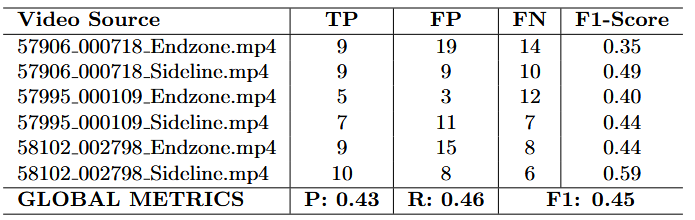 Video Source TP FP FN F1-Score
57906_000718_Endzone.mp4 9 19 14 0.35
57906_000718_Sideline.mp4 9 9 10 0.49
57995_000109_Endzone.mp4 5 3 12 0.40
57995_000109_Sideline.mp4 7 11 7 0.44
58102_002798_Endzone.mp4 9 15 8 0.44
58102_002798_Sideline.mp4 10 8 6 0.59
GLOBAL METRICS P: 0.43 R: 0.46 F1: 0.45